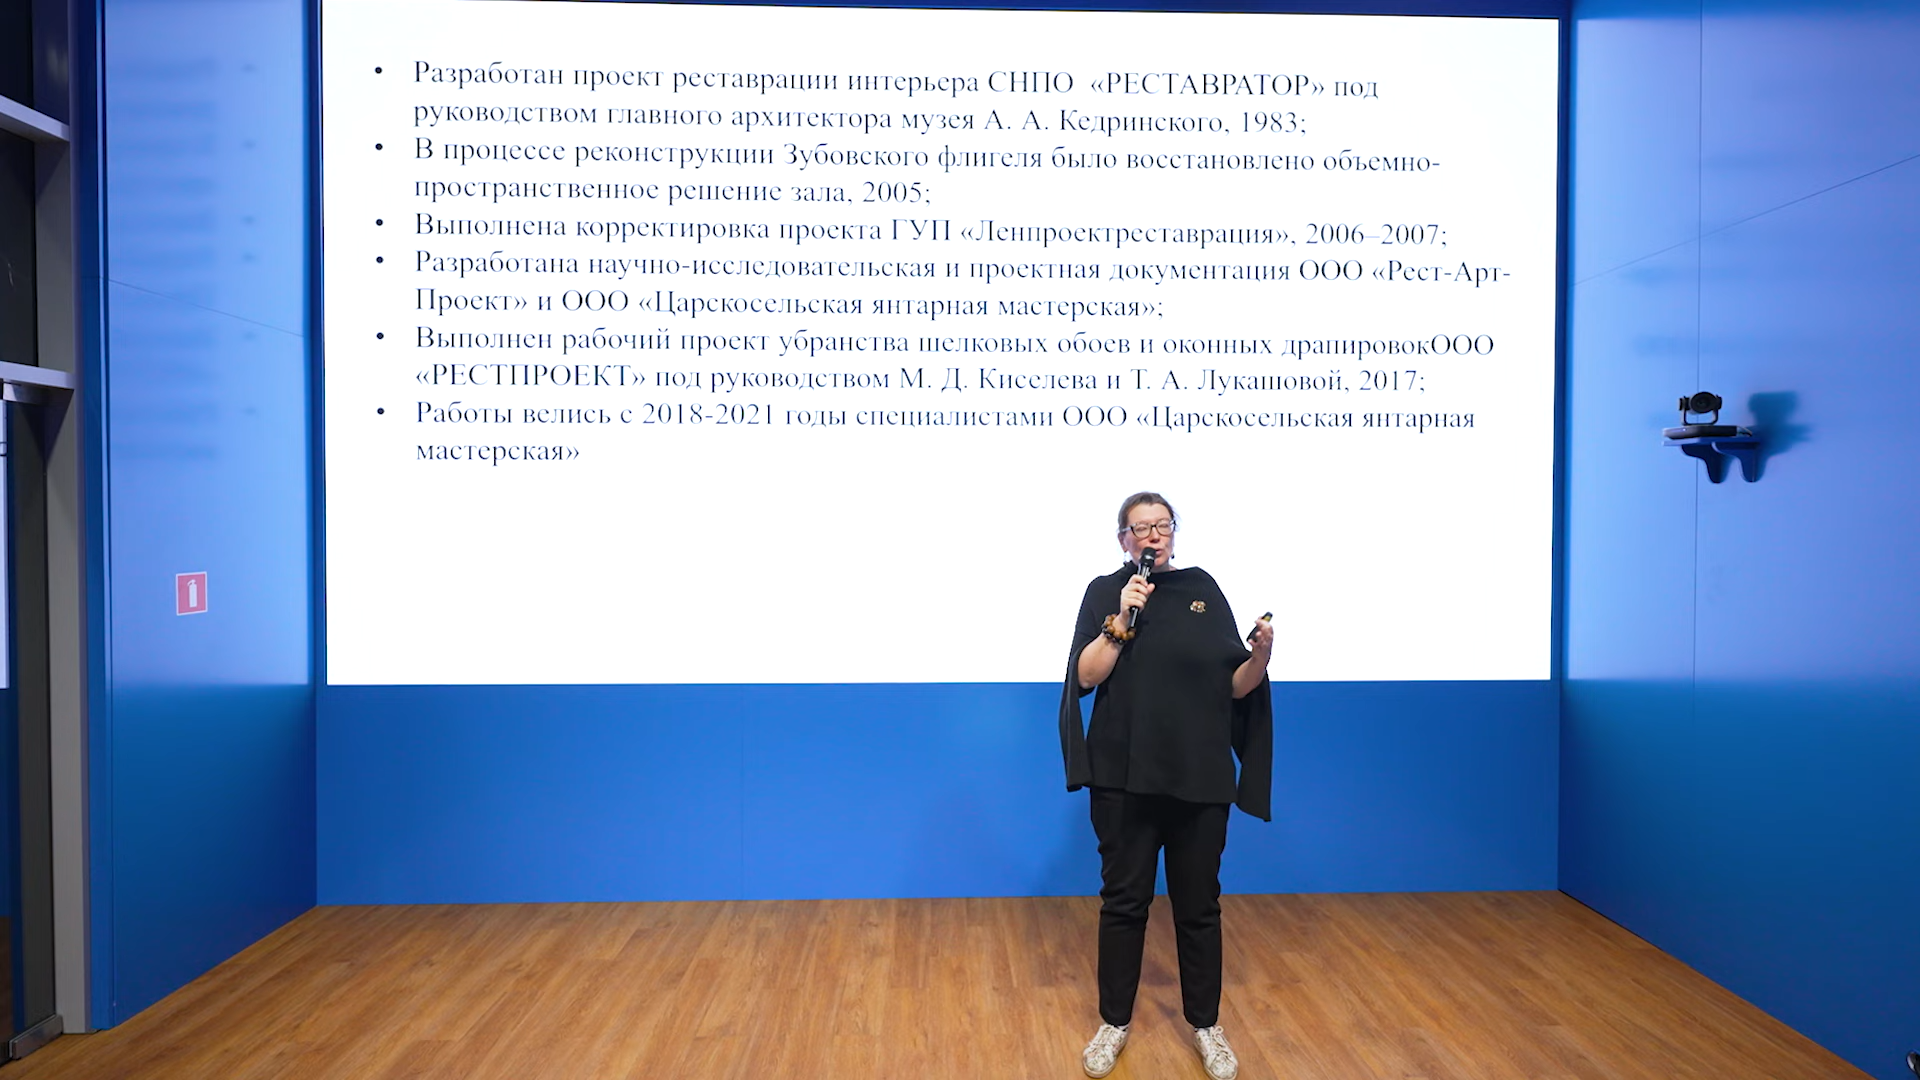 • Разработан проект реставрации интерьера СНПО «РЕСТАВРАТОР» под
руководством главного архитектора музея А. А. Кедринского, 1983;
• В процессе реконструкции Зубовского флигеля было восстановлено объемно-
пространственное решение зала, 2005;
• Выполнена корректировка проекта ГУП «Ленпроектреставрация», 2006–2007;
• Разработана научно-исследовательская и проектная документация ООО «Рест-Арт-
Проект» и ООО «Царскосельская янтарная мастерская»;
• Выполнен рабочий проект убранства шелковых обоев и оконных драпировокООО
«РЕСТПРОЕКТ» под руководством М. Д. Киселева и Т. А. Лукашовой, 2017;
• Работы велись с 2018-2021 годы специалистами ООО «Царскосельская янтарная
мастерская»